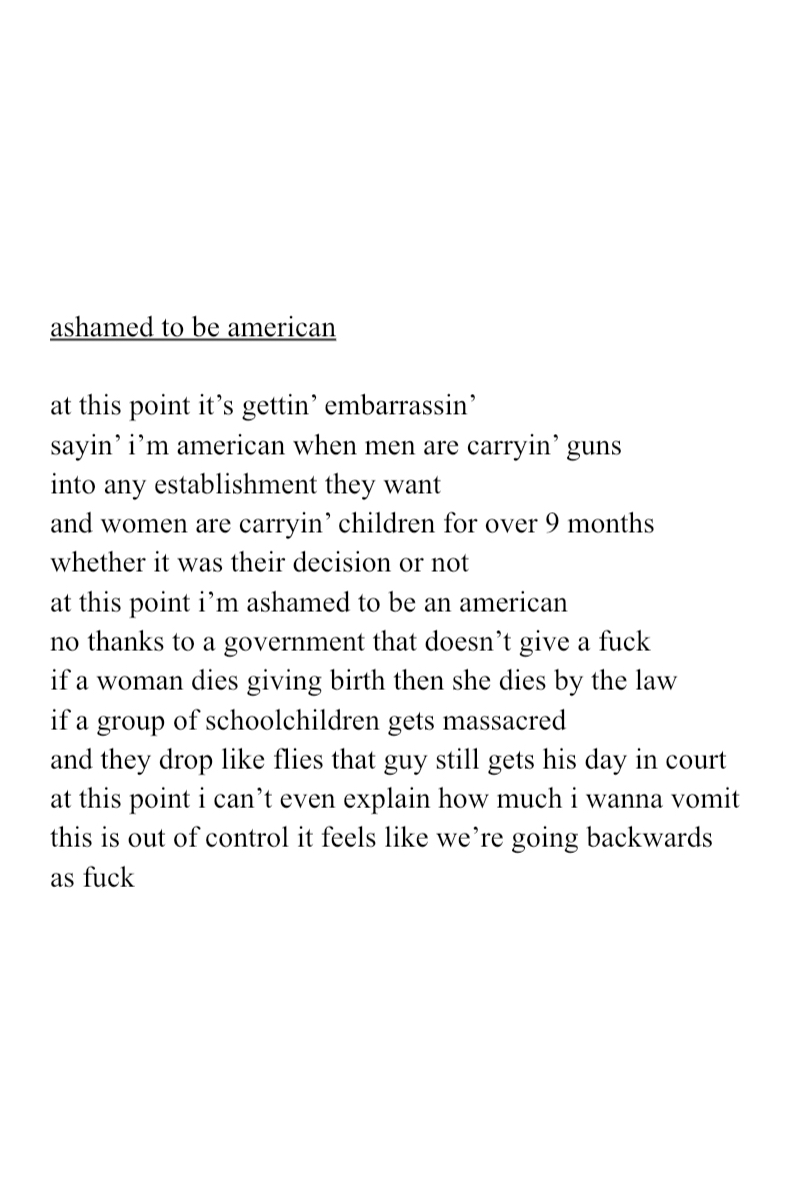 ashamed to be american
at this point it’s gettin’ embarrassin’
sayin’ i’m american when men are carryin’ guns
into any establishment they want
and women are carryin’ children for over 9 months
whether it was their decision or not
at this point i’m ashamed to be an american
no thanks to a government that doesn’t give a fuck
if a woman dies giving birth then she dies by the law
if a group of schoolchildren gets massacred
and they drop like flies that guy still gets his day in court
at this point i can’t even explain how much i wanna vomit
this is out of control it feels like we’re going backwards
as fuck